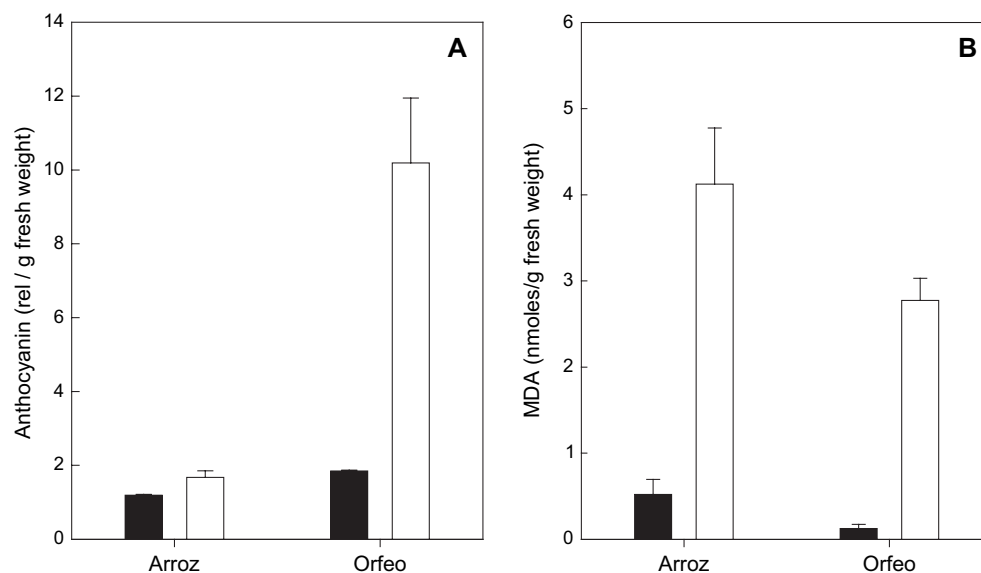 A
Anthocyanin (rel / g fresh weight)
14
12
10
8
6
4
2
0
Arroz Orfeo
B
MDA (nmoles/g fresh weight)
6
5
4
3
2
1
0
Arroz Orfeo